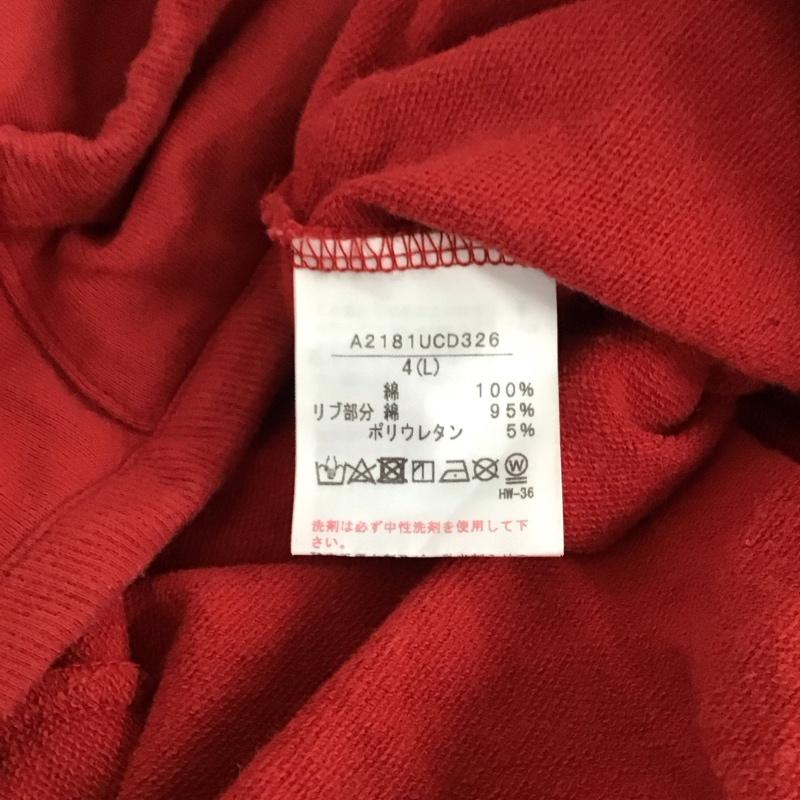 A2181UCD326
4(L)
綿 100%
リブ部分 綿 95%
ポリウレタン 5%
W
HW-36
洗剤は必ず中性洗剤を使用して下
さい。